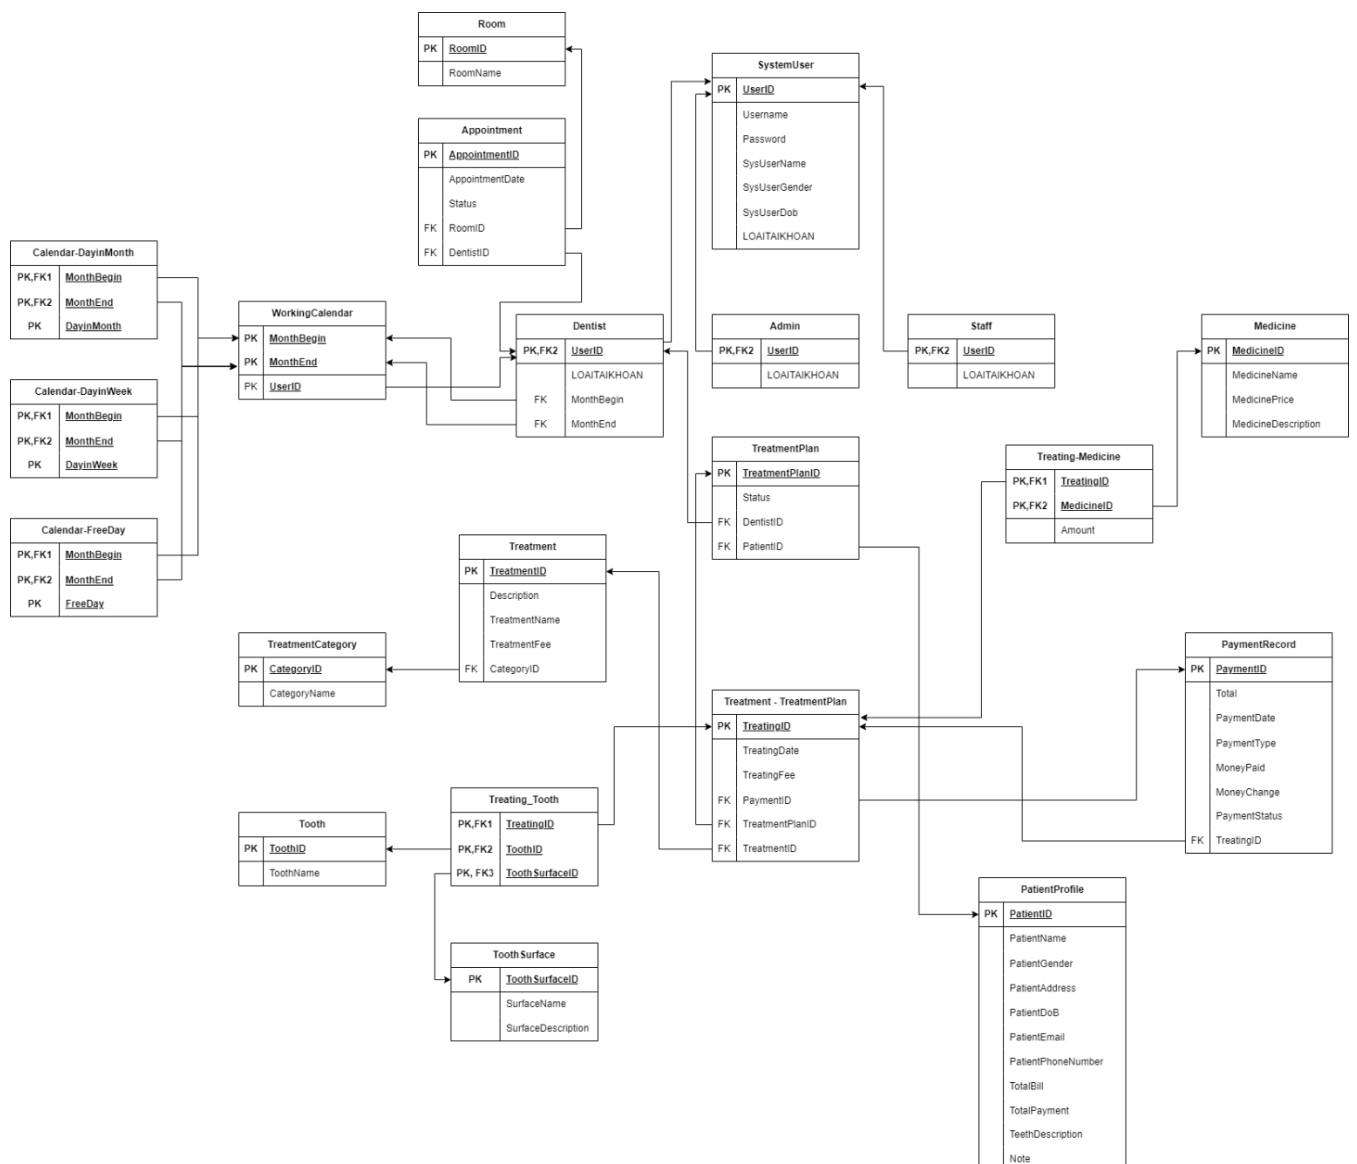 Room
PK RoomID
RoomName
SystemUser
PK UserID
Username
Password
SysUserName
SysUserGender
SysUserDob
LOAITAIKHOAN
Appointment
PK AppointmentID
AppointmentDate
Status
FK RoomID
FK DentistID
Calendar-DayinMonth
PK,FK1 MonthBegin
PK,FK2 MonthEnd
PK DayinMonth
WorkingCalendar
PK MonthBegin
PK MonthEnd
PK UserID
Dentist
PK,FK2 UserID
LOAITAIKHOAN
FK MonthBegin
FK MonthEnd
Admin
PK,FK2 UserID
LOAITAIKHOAN
Staff
PK,FK2 UserID
LOAITAIKHOAN
Medicine
PK MedicineID
MedicineName
MedicinePrice
MedicineDescription
Calendar-DayinWeek
PK,FK1 MonthBegin
PK,FK2 MonthEnd
PK DayinWeek
TreatmentPlan
PK TreatmentPlanID
Status
FK DentistID
FK PatientID
Treating-Medicine
PK,FK1 TreatingID
PK,FK2 MedicineID
Amount
Calendar-FreeDay
PK,FK1 MonthBegin
PK,FK2 MonthEnd
PK FreeDay
Treatment
PK TreatmentID
Description
TreatmentName
TreatmentFee
FK CategoryID
TreatmentCategory
PK CategoryID
CategoryName
PaymentRecord
PK PaymentID
Total
PaymentDate
PaymentType
MoneyPaid
MoneyChange
PaymentStatus
FK TreatingID
Treatment - TreatmentPlan
PK TreatingID
TreatingDate
TreatingFee
FK PaymentID
FK TreatmentPlanID
FK TreatmentID
Treating_Tooth
PK,FK1 TreatingID
PK,FK2 ToothID
PK, FK3 ToothSurfaceID
Tooth
PK ToothID
ToothName
PatientProfile
PK PatientID
PatientName
PatientGender
PatientAddress
PatientDoB
PatientEmail
PatientPhoneNumber
TotalBill
TotalPayment
TeethDescription
Note
ToothSurface
PK ToothSurfaceID
SurfaceName
SurfaceDescription